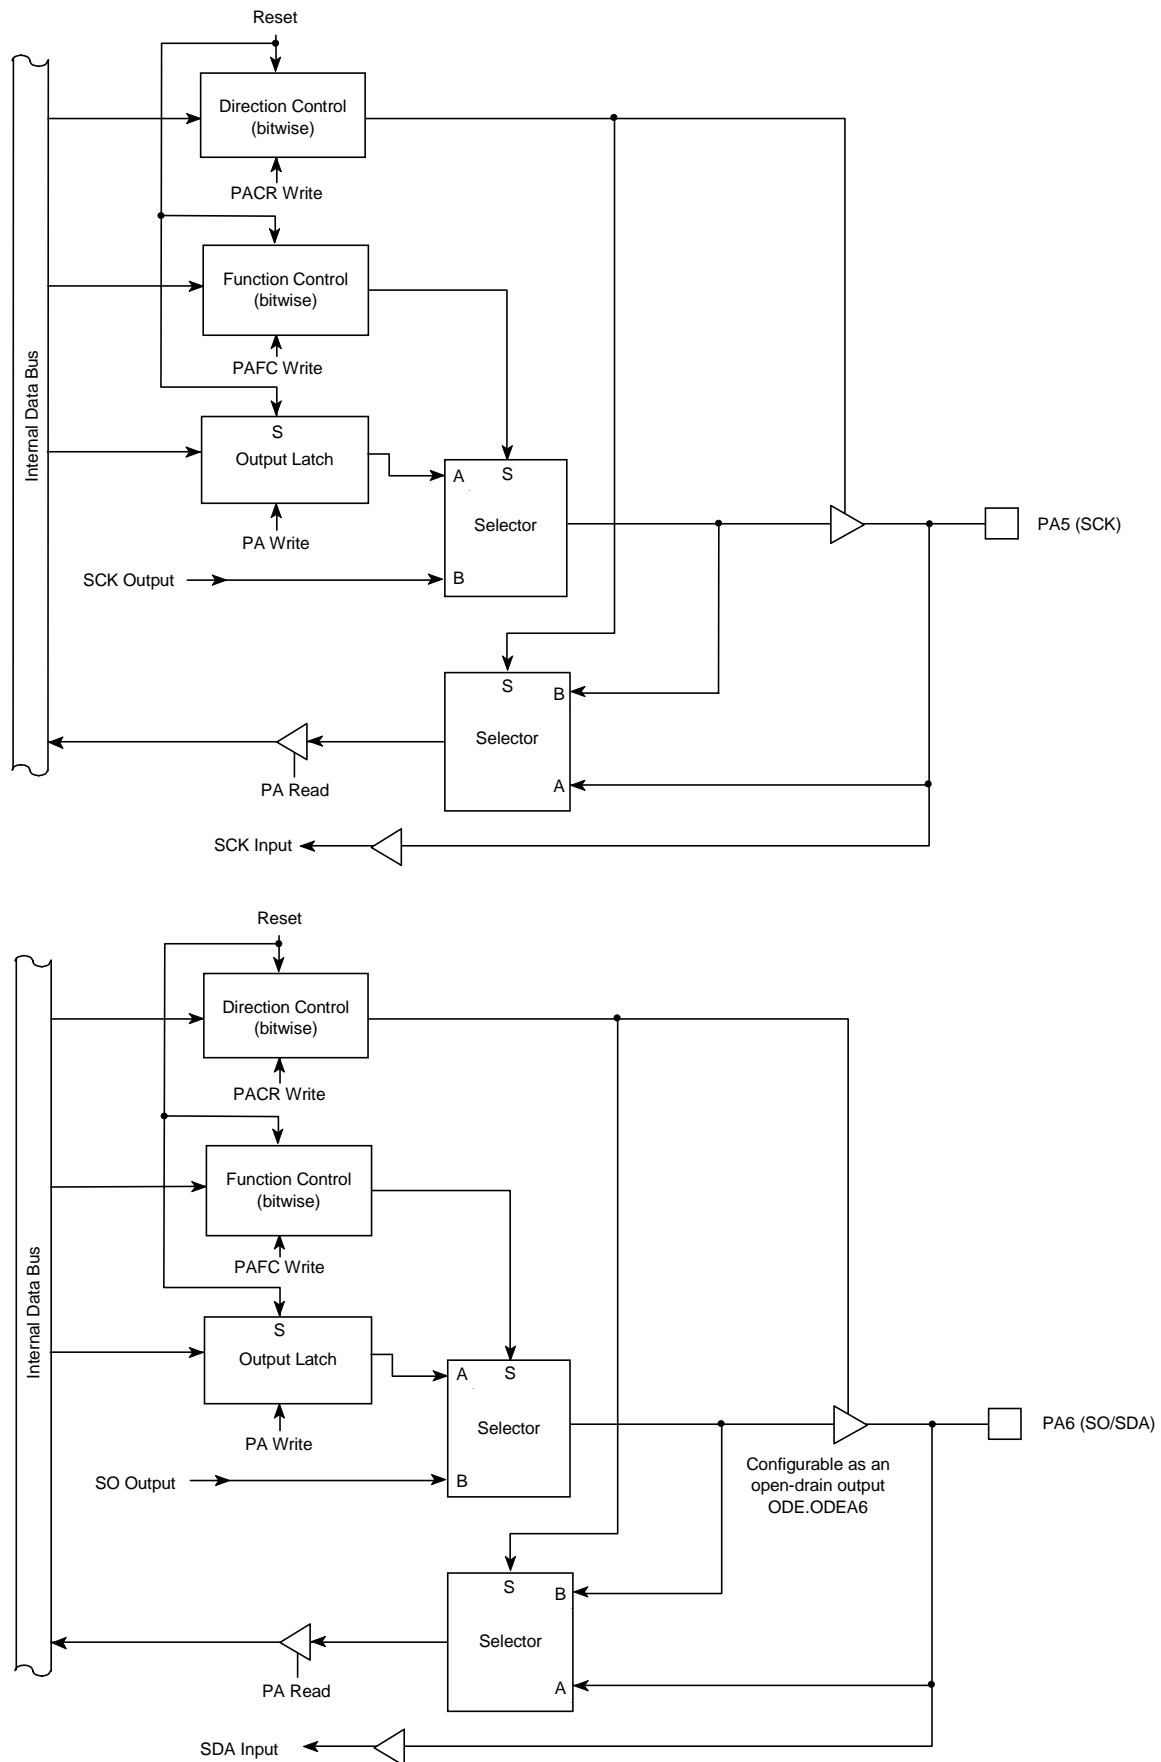 Reset
Direction Control
(bitwise)
PACR Write
Function Control
(bitwise)
PAFC Write
Internal Data Bus
S
Output Latch
A
S
Selector
PA5 (SCK)
PA Write
SCK Output
B
S
B
Selector
PA Read
A
SCK Input
Reset
Direction Control
(bitwise)
PACR Write
Function Control
(bitwise)
PAFC Write
Internal Data Bus
S
Output Latch
A
S
Selector
PA6 (SO/SDA)
PA Write
SO Output
B
Configurable as an
open-drain output
ODE.ODEA6
S
B
Selector
PA Read
A
SDA Input